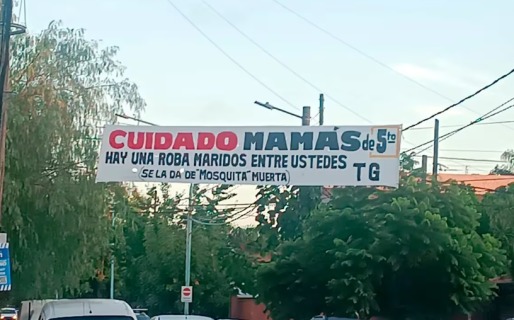 CUIDADO MAMÁS de 5to
HAY UNA ROBA MARIDOS ENTRE USTEDES
(SE LA DA DE "MOSQUITA" MUERTA) TG